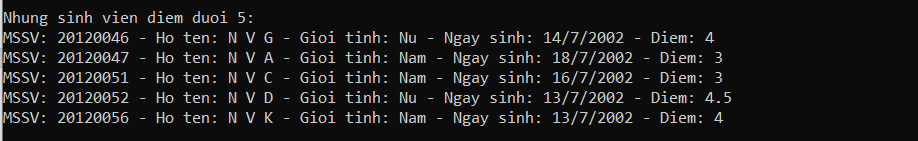 Nhung sinh vien diem duoi 5:
MSSV: 20120046 - Ho ten: N V G - Gioi tinh: Nu - Ngay sinh: 14/7/2002 - Diem: 4
MSSV: 20120047 - Ho ten: N V A - Gioi tinh: Nam - Ngay sinh: 18/7/2002 - Diem: 3
MSSV: 20120051 - Ho ten: N V C - Gioi tinh: Nam - Ngay sinh: 16/7/2002 - Diem: 3
MSSV: 20120052 - Ho ten: N V D - Gioi tinh: Nu - Ngay sinh: 13/7/2002 - Diem: 4.5
MSSV: 20120056 - Ho ten: N V K - Gioi tinh: Nam - Ngay sinh: 13/7/2002 - Diem: 4